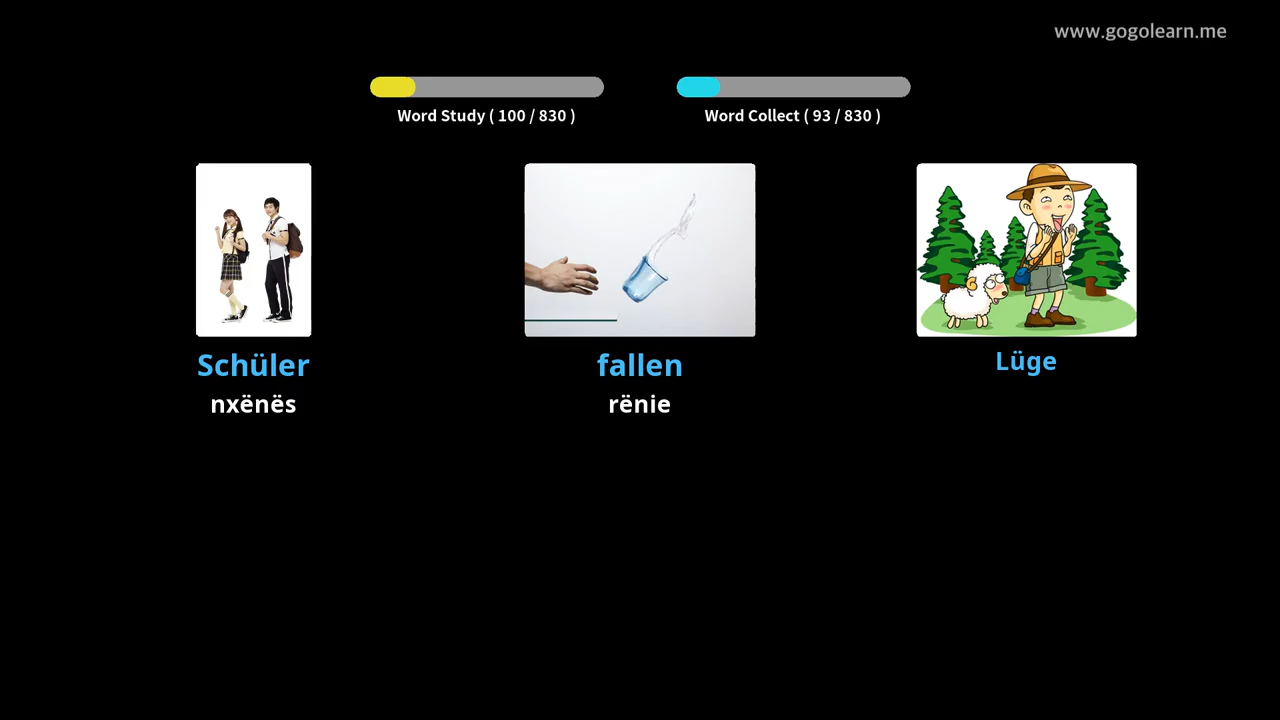 www.gogolearn.me
Word Study ( 100 / 830 )
Word Collect ( 93 / 830 )
Schüler
nxënës
fallen
rënie
Lüge